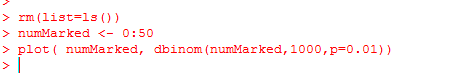 >
> rm(list=ls())
> numMarked <- 0:50
> plot( numMarked, dbinom(numMarked,1000,p=0.01))
>